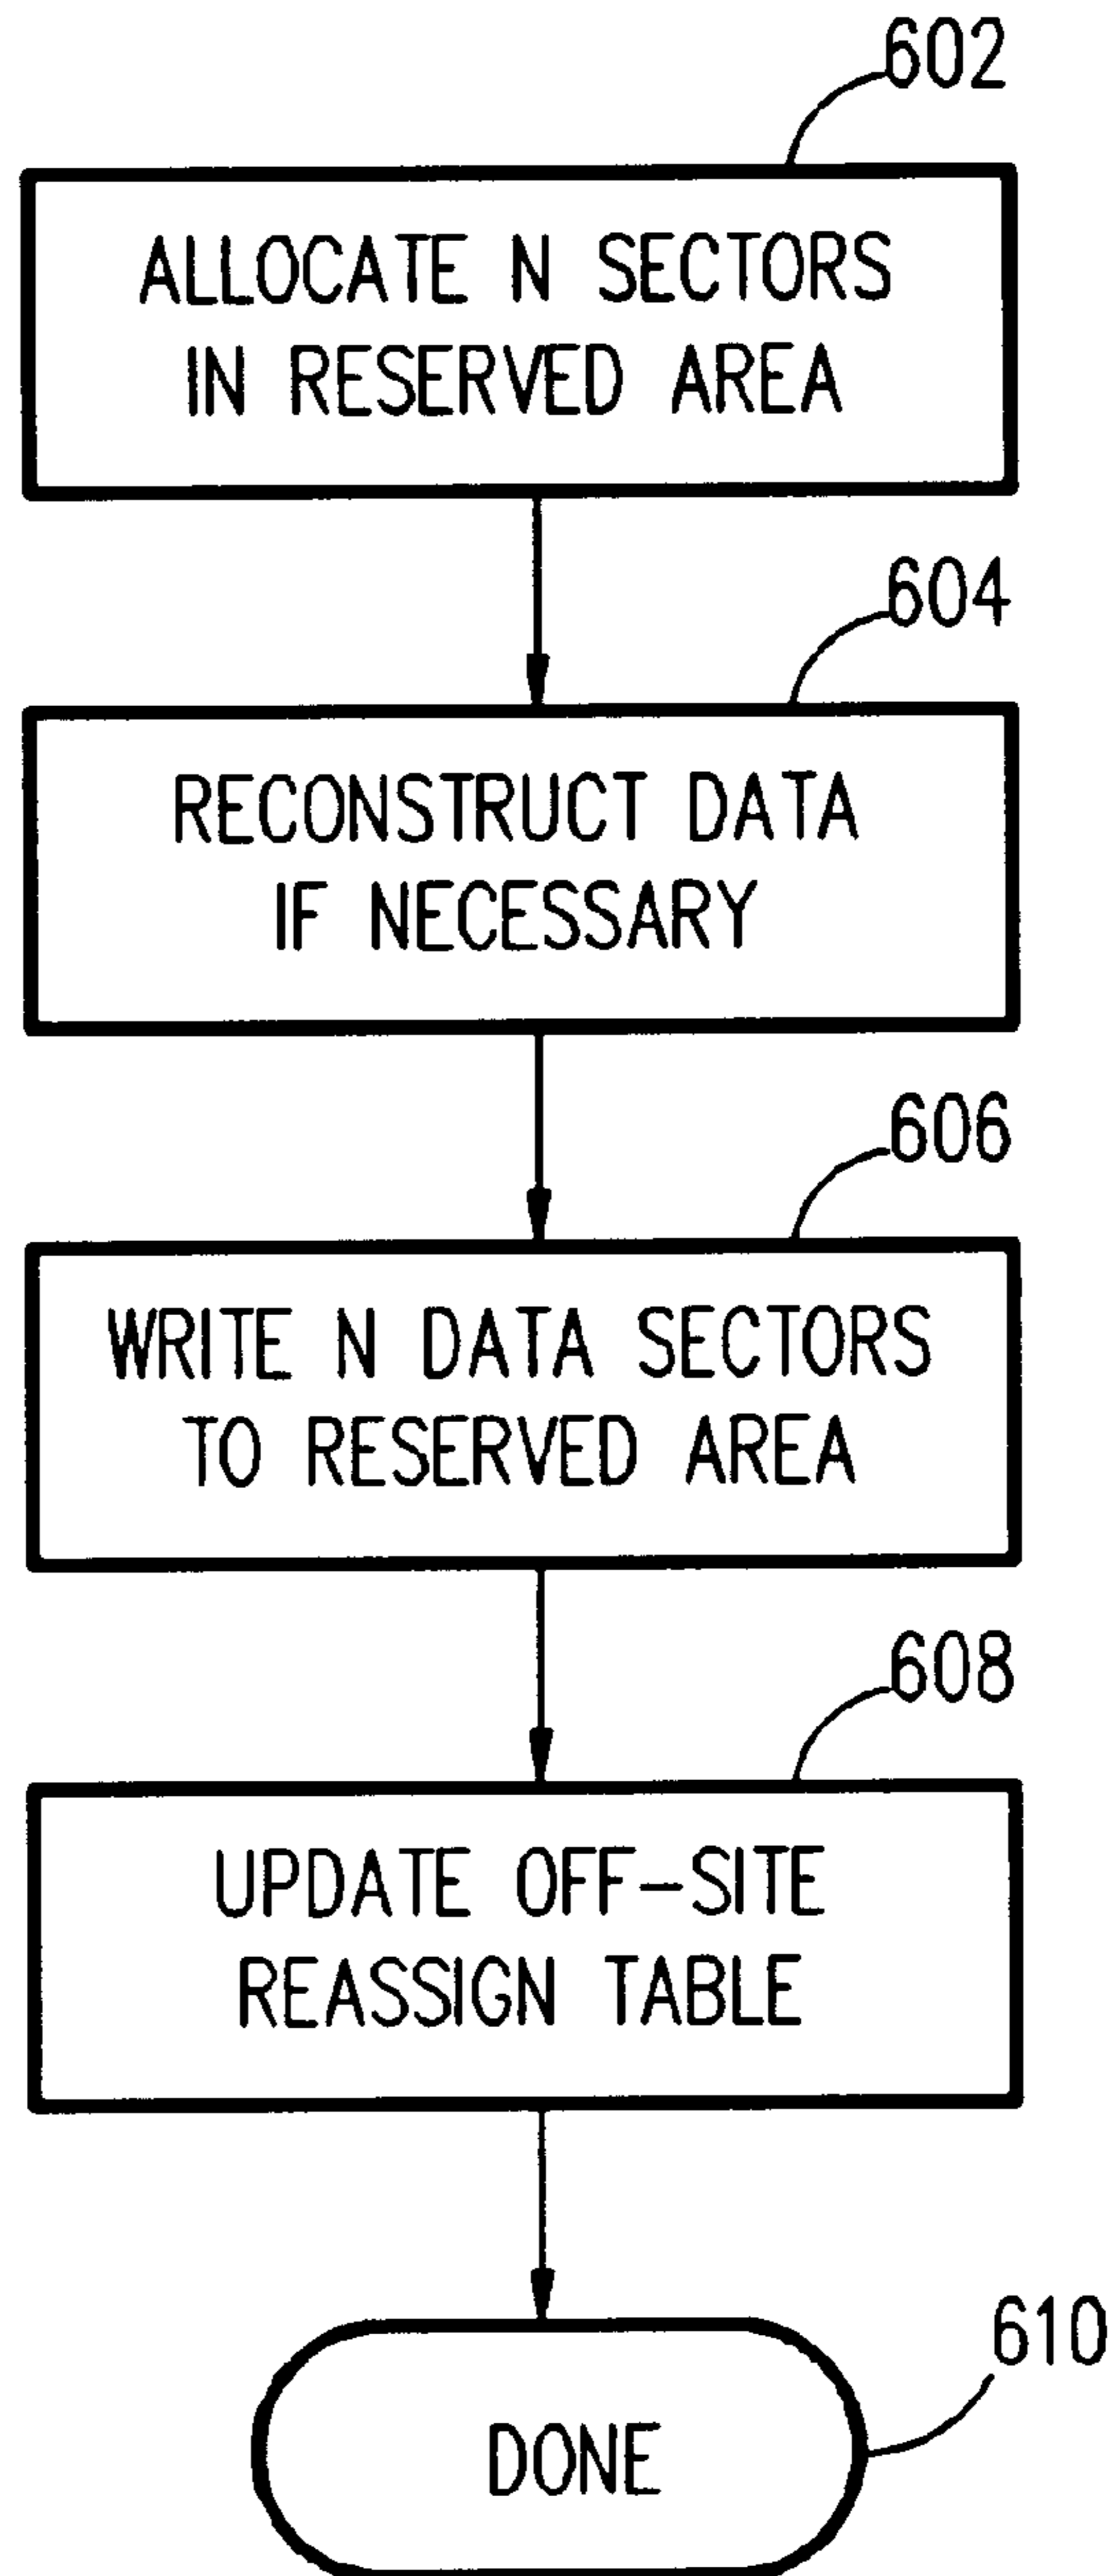 602
ALLOCATE N SECTORS
IN RESERVED AREA
604
RECONSTRUCT DATA
IF NECESSARY
606
WRITE N DATA SECTORS
TO RESERVED AREA
608
UPDATE OFF-SITE
REASSIGN TABLE
610
DONE